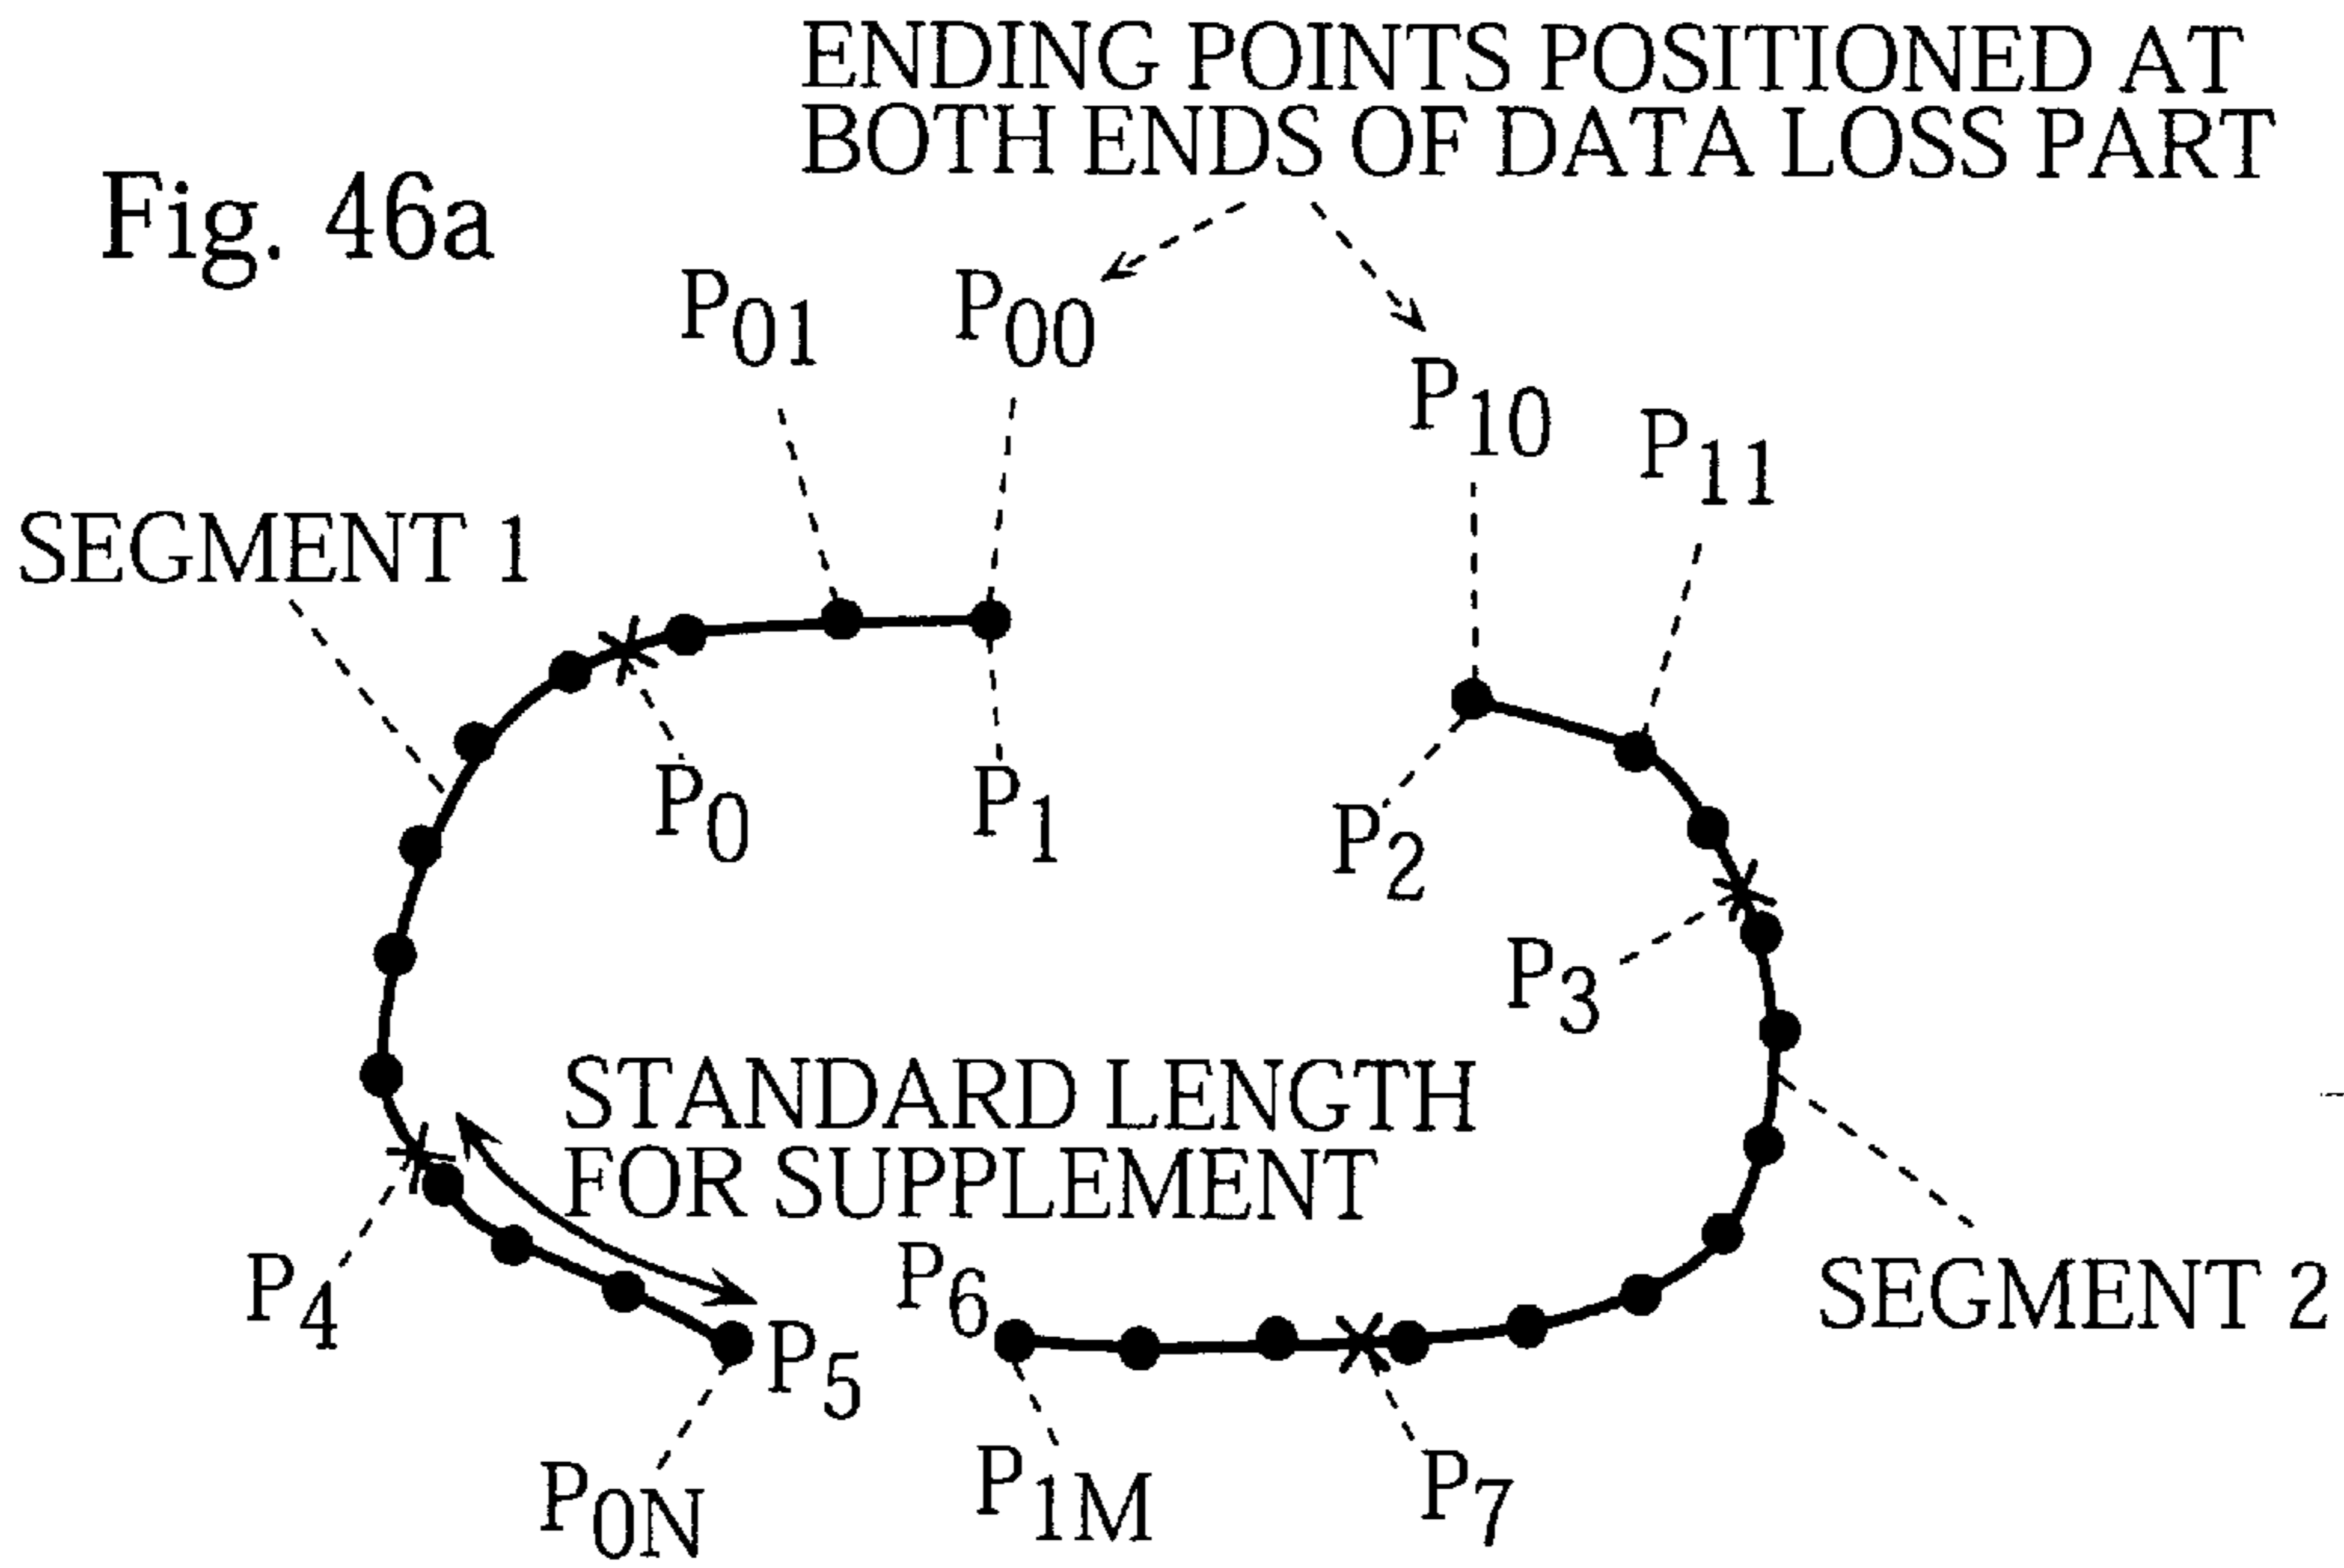 ENDING POINTS POSITIONED AT
BOTH ENDS OF DATA LOSS PART
Fig. 46a
P01
P00
P10
P11
SEGMENT 1
P0
P1
P2
P3
STANDARD LENGTH
FOR SUPPLEMENT
P4
P6
SEGMENT 2
P5
P0N
P1M
P7